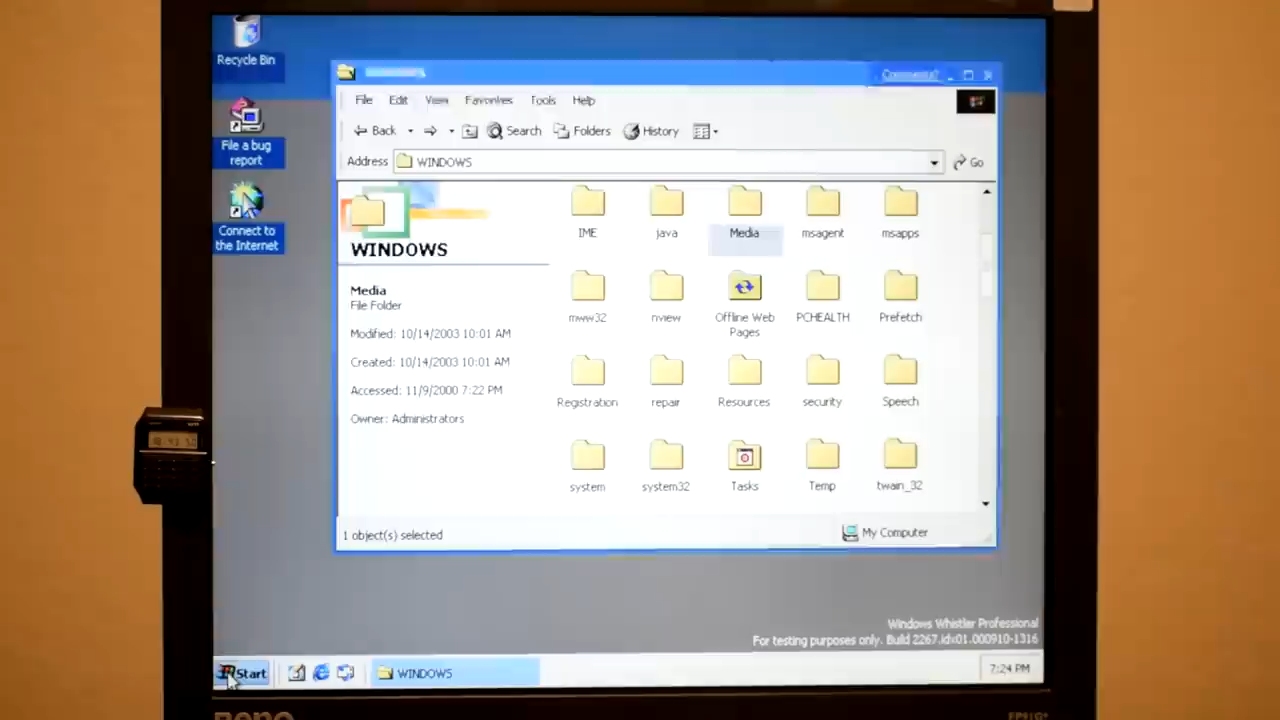 Recycle Bin
File a bug
report
Connect to
the Internet
Comments?
File Edit View Favorites Tools Help
Back Search Folders History
Address WINDOWS Go
WINDOWS
Media
File Folder
Modified: 10/14/2003 10:01 AM
Created: 10/14/2003 10:01 AM
Accessed: 11/9/2000 7:22 PM
Owner: Administrators
IME java Media msagent msapps
mww32 nview Offline Web Pages PCHEALTH Prefetch
Registration repair Resources security Speech
system system32 Tasks Temp twain_32
1 object(s) selected My Computer
Windows Whistler Professional
For testing purposes only. Build 2267.idx01.000910-1316
Start WINDOWS 7:24 PM
BenQ